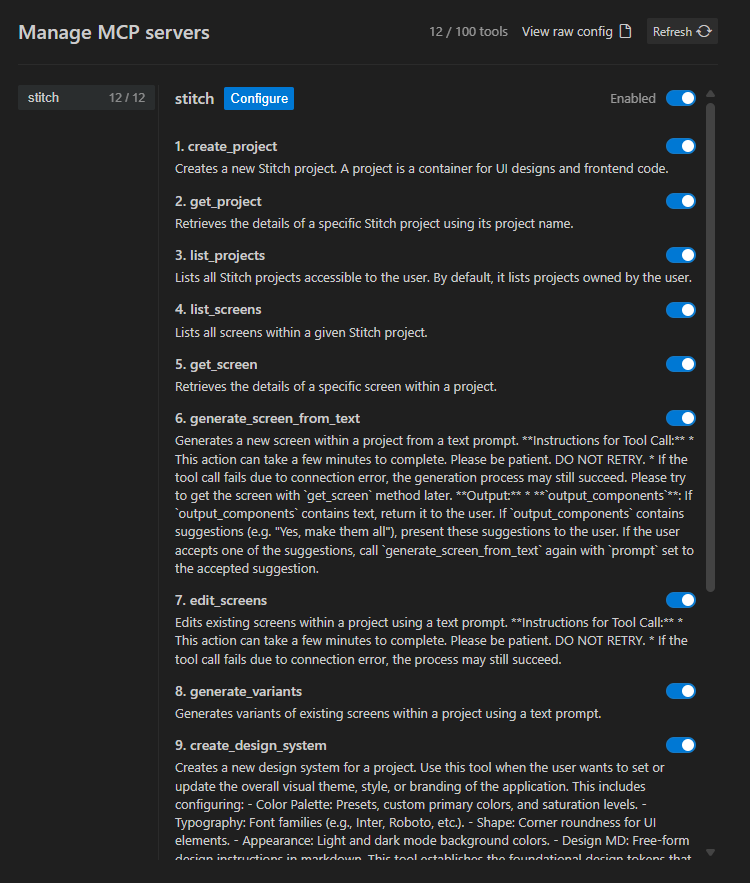 Manage MCP servers
12 / 100 tools
View raw config
Refresh
stitch
12 / 12
stitch
Configure
Enabled
1. create_project
Creates a new Stitch project. A project is a container for UI designs and frontend code.
2. get_project
Retrieves the details of a specific Stitch project using its project name.
3. list_projects
Lists all Stitch projects accessible to the user. By default, it lists projects owned by the user.
4. list_screens
Lists all screens within a given Stitch project.
5. get_screen
Retrieves the details of a specific screen within a project.
6. generate_screen_from_text
Generates a new screen within a project from a text prompt. **Instructions for Tool Call:** *
This action can take a few minutes to complete. Please be patient. DO NOT RETRY. * If the
tool call fails due to connection error, the generation process may still succeed. Please try
to get the screen with `get_screen` method later. **Output:** * **`output_components`**: If
`output_components` contains text, return it to the user. If `output_components` contains
suggestions (e.g. "Yes, make them all"), present these suggestions to the user. If the user
accepts one of the suggestions, call `generate_screen_from_text` again with `prompt` set to
the accepted suggestion.
7. edit_screens
Edits existing screens within a project using a text prompt. **Instructions for Tool Call:** *
This action can take a few minutes to complete. Please be patient. DO NOT RETRY. * If the
tool call fails due to connection error, the process may still succeed.
8. generate_variants
Generates variants of existing screens within a project using a text prompt.
9. create_design_system
Creates a new design system for a project. Use this tool when the user wants to set or
update the overall visual theme, style, or branding of the application. This includes
configuring: - Color Palette: Presets, custom primary colors, and saturation levels. -
Typography: Font families (e.g., Inter, Roboto, etc.). - Shape: Corner roundness for UI
elements. - Appearance: Light and dark mode background colors. - Design MD: Free-form
design instructions in markdown. This tool establishes the foundational design tokens that